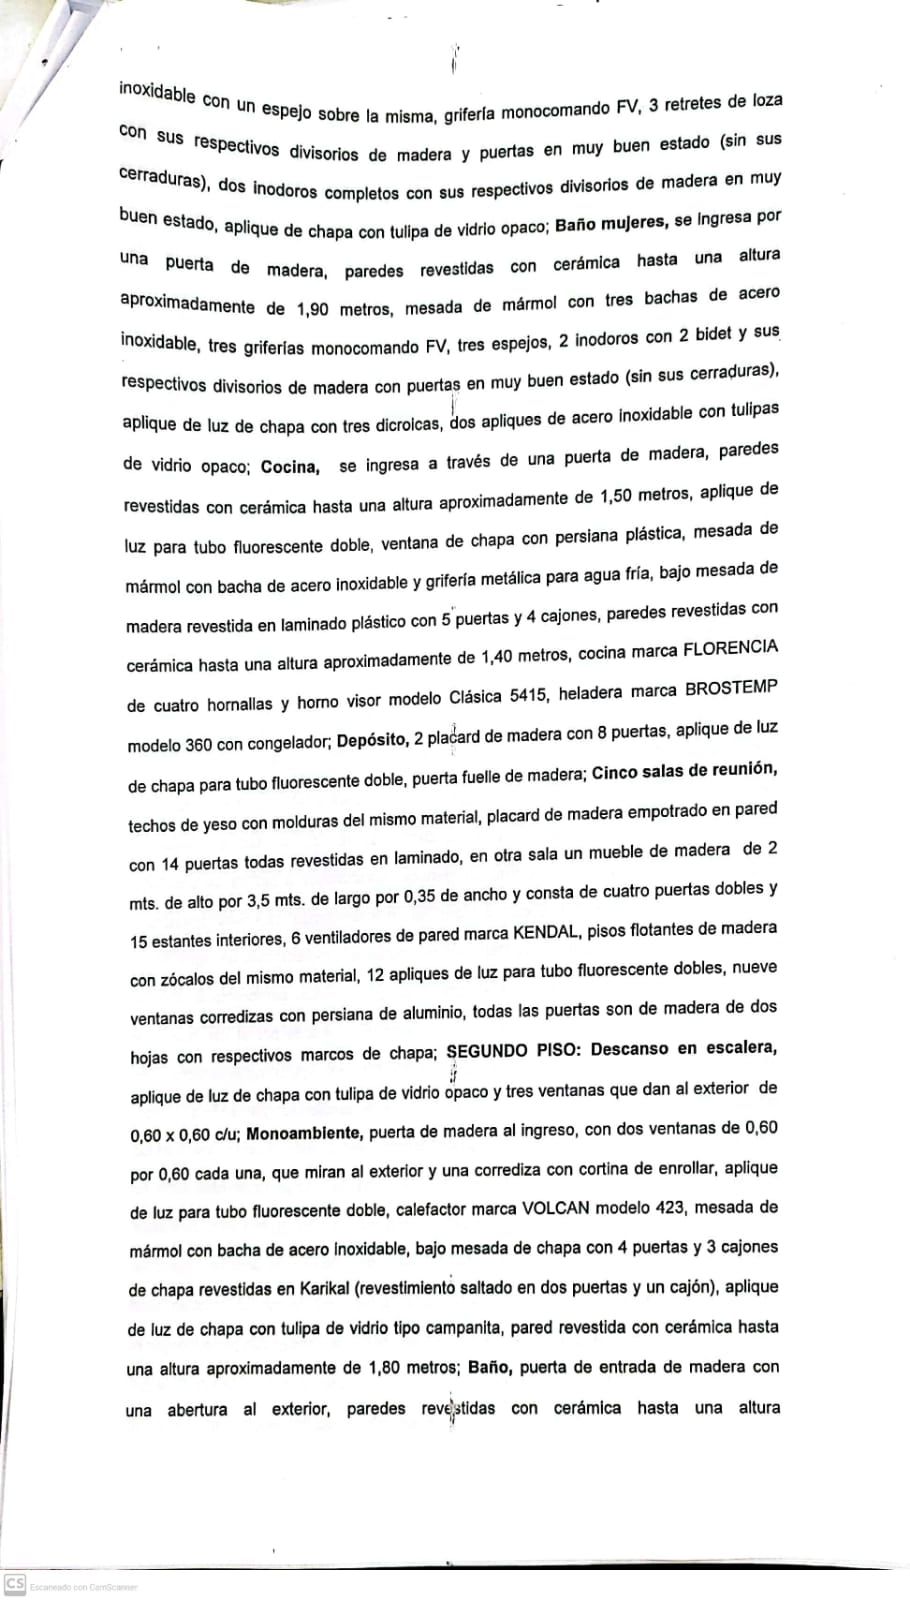 inoxidable con un espejo sobre la misma, grifería monocomando FV, 3 retretes de loza
con sus respectivos divisorios de madera y puertas en muy buen estado (sin sus
cerraduras), dos inodoros completos con sus respectivos divisorios de madera en muy
buen estado, aplique de chapa con tulipa de vidrio opaco; Baño mujeres, se ingresa por
una puerta de madera, paredes revestidas con cerámica hasta una altura
aproximadamente de 1,90 metros, mesada de mármol con tres bachas de acero
inoxidable, tres griferías monocomando FV, tres espejos, 2 inodoros con 2 bidet y sus
respectivos divisorios de madera con puertas en muy buen estado (sin sus cerraduras),
aplique de luz de chapa con tres dicroicas, dos apliques de acero inoxidable con tulipas
de vidrio opaco; Cocina, se ingresa a través de una puerta de madera, paredes
revestidas con cerámica hasta una altura aproximadamente de 1,50 metros, aplique de
luz para tubo fluorescente doble, ventana de chapa con persiana plástica, mesada de
mármol con bacha de acero inoxidable y grifería metálica para agua fría, bajo mesada de
madera revestida en laminado plástico con 5 puertas y 4 cajones, paredes revestidas con
cerámica hasta una altura aproximadamente de 1,40 metros, cocina marca FLORENCIA
de cuatro hornallas y horno visor modelo Clásica 5415, heladera marca BROSTEMP
modelo 360 con congelador; Depósito, 2 placard de madera con 8 puertas, aplique de luz
de chapa para tubo fluorescente doble, puerta fuelle de madera; Cinco salas de reunión,
techos de yeso con molduras del mismo material, placard de madera empotrado en pared
con 14 puertas todas revestidas en laminado, en otra sala un mueble de madera de 2
mts. de alto por 3,5 mts. de largo por 0,35 de ancho y consta de cuatro puertas dobles y
15 estantes interiores, 6 ventiladores de pared marca KENDAL, pisos flotantes de madera
con zócalos del mismo material, 12 apliques de luz para tubo fluorescente dobles, nueve
ventanas corredizas con persiana de aluminio, todas las puertas son de madera de dos
hojas con respectivos marcos de chapa; SEGUNDO PISO: Descanso en escalera,
aplique de luz de chapa con tulipa de vidrio opaco y tres ventanas que dan al exterior de
0,60 x 0,60 c/u; Monoambiente, puerta de madera al ingreso, con dos ventanas de 0,60
por 0,60 cada una, que miran al exterior y una corrediza con cortina de enrollar, aplique
de luz para tubo fluorescente doble, calefactor marca VOLCAN modelo 423, mesada de
mármol con bacha de acero inoxidable, bajo mesada de chapa con 4 puertas y 3 cajones
de chapa revestidas en Karikal (revestimiento saltado en dos puertas y un cajón), aplique
de luz de chapa con tulipa de vidrio tipo campanita, pared revestida con cerámica hasta
una altura aproximadamente de 1,80 metros; Baño, puerta de entrada de madera con
una abertura al exterior, paredes revestidas con cerámica hasta una altura
CS Escaneado con CamScanner